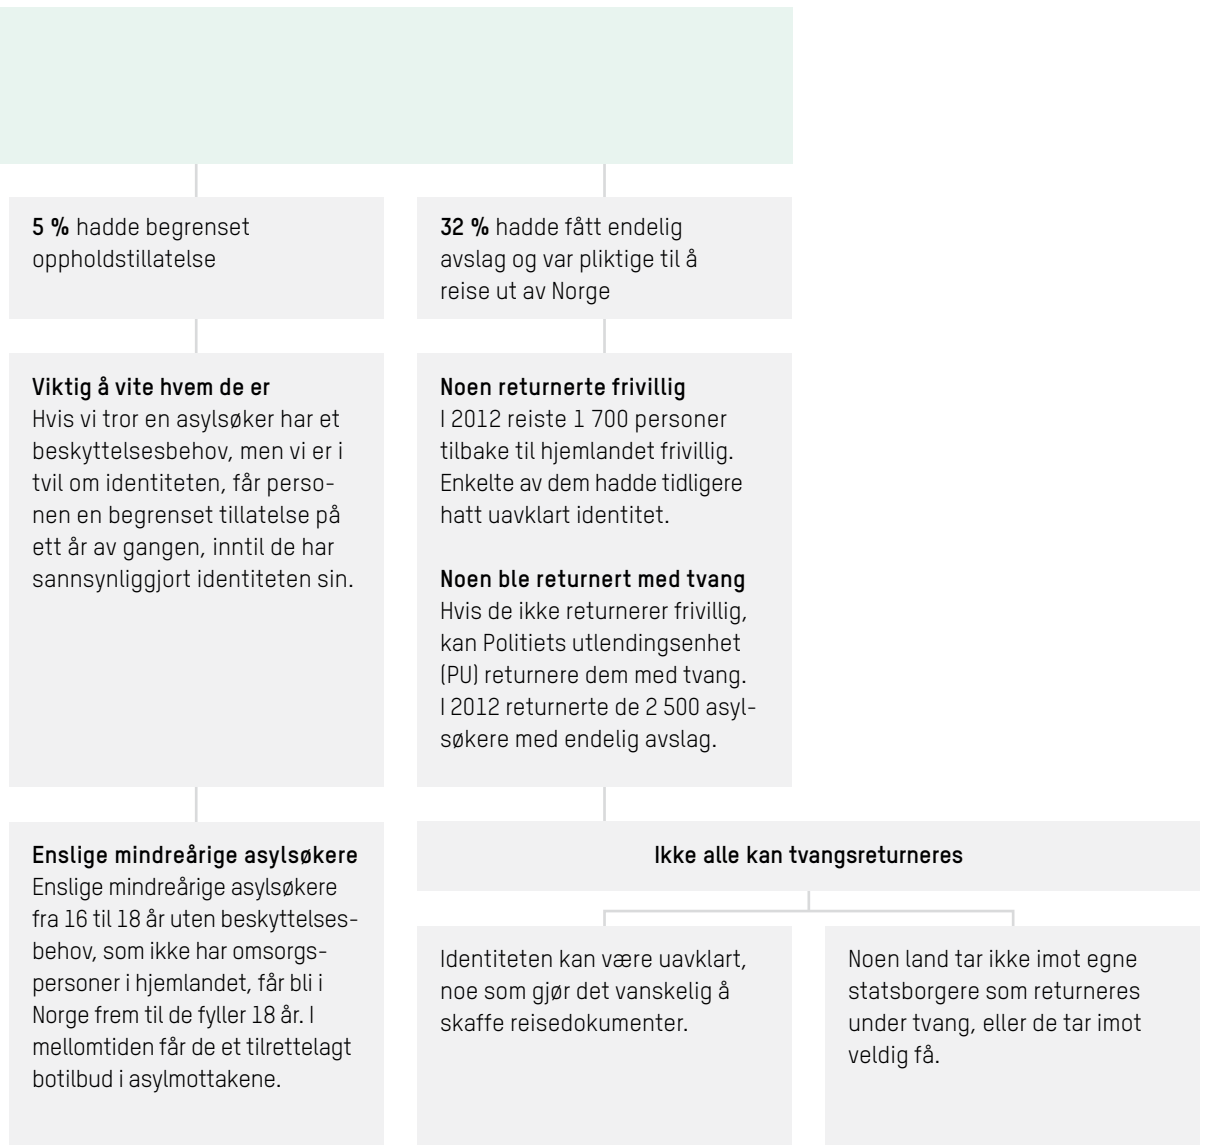 5 % hadde begrenset
oppholdstillatelse
32 % hadde fått endelig
avslag og var pliktige til å
reise ut av Norge
Viktig å vite hvem de er
Hvis vi tror en asylsøker har et
beskyttelsesbehov, men vi er i
tvil om identiteten, får perso-
nen en begrenset tillatelse på
ett år av gangen, inntil de har
sannsynliggjort identiteten sin.
Noen returnerte frivillig
I 2012 reiste 1 700 personer
tilbake til hjemlandet frivillig.
Enkelte av dem hadde tidligere
hatt uavklart identitet.
Noen ble returnert med tvang
Hvis de ikke returnerer frivillig,
kan Politiets utlendingsenhet
(PU) returnere dem med tvang.
I 2012 returnerte de 2 500 asyl-
søkere med endelig avslag.
Enslige mindreårige asylsøkere
Enslige mindreårige asylsøkere
fra 16 til 18 år uten beskyttelses-
behov, som ikke har omsorgs-
personer i hjemlandet, får bli i
Norge frem til de fyller 18 år. I
mellomtiden får de et tilrettelagt
botilbud i asylmottakene.
Ikke alle kan tvangsreturneres
Identiteten kan være uavklart,
noe som gjør det vanskelig å
skaffe reisedokumenter.
Noen land tar ikke imot egne
statsborgere som returneres
under tvang, eller de tar imot
veldig få.